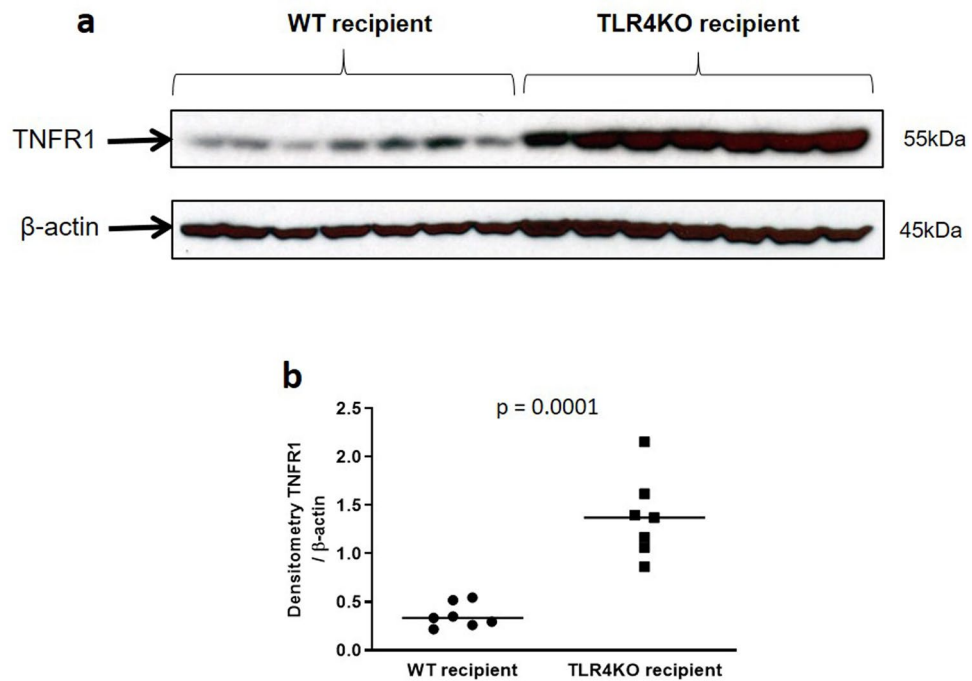 a
WT recipient
TLR4KO recipient
TNFR1
55kDa
β-actin
45kDa
b
p = 0.0001
2.5
2.0
1.5
1.0
0.5
0.0
Densitometry TNFR1
/ β-actin
WT recipient
TLR4KO recipient